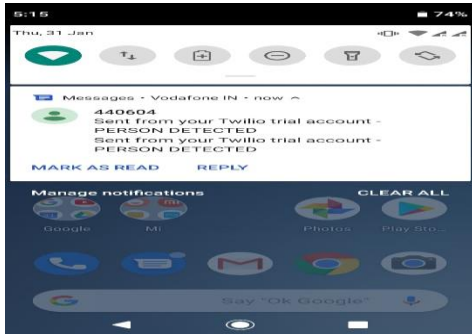 5:15 74%
Thu, 31 Jan
Messages • Vodafone IN • now
440604
Sent from your Twilio trial account -
PERSON DETECTED
Sent from your Twilio trial account -
PERSON DETECTED
MARK AS READ REPLY
Manage notifications CLEAR ALL
Google Mi Photos Play Sto...
G Say "Ok Google"